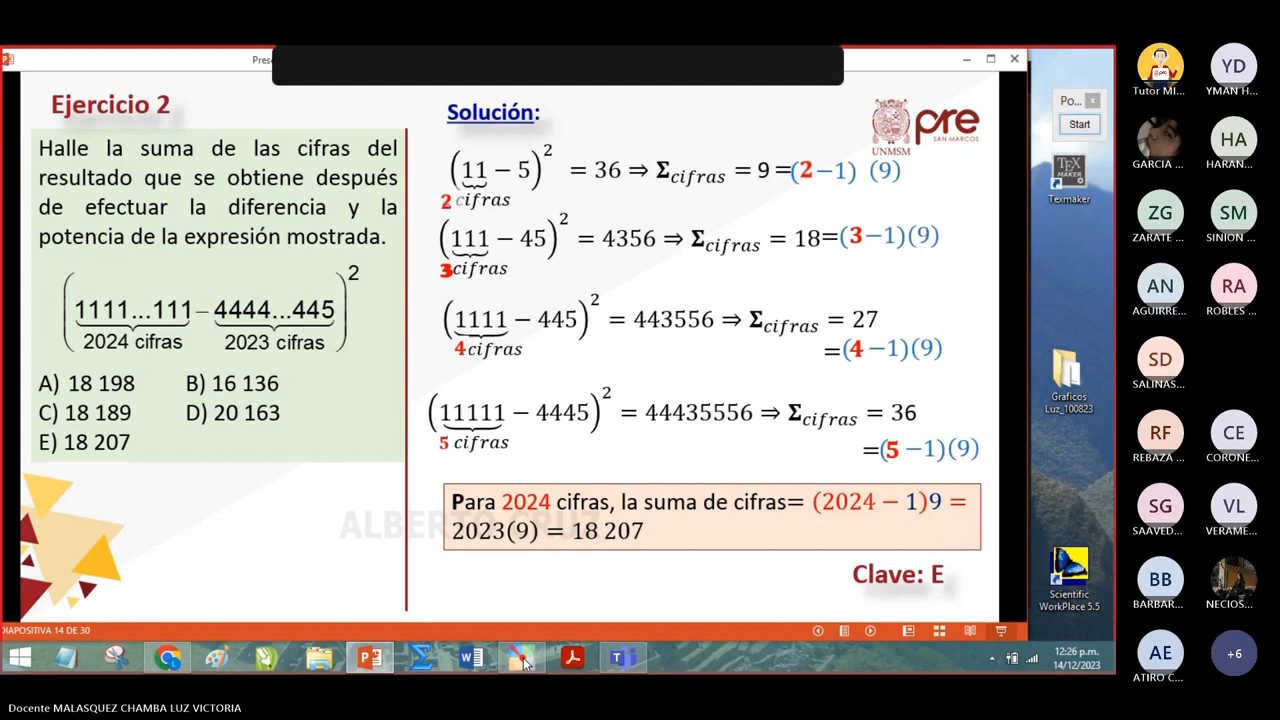 Prese
Ejercicio 2
Halle la suma de las cifras del
resultado que se obtiene después
de efectuar la diferencia y la
potencia de la expresión mostrada.
(1111...111 – 4444...445)²
2024 cifras 2023 cifras
A) 18 198 B) 16 136
C) 18 189 D) 20 163
E) 18 207
Solución:
(11 − 5)² = 36 ⇒ Σcifras = 9 =(2−1) (9)
2 cifras
(111 − 45)² = 4356 ⇒ Σcifras = 18=(3−1)(9)
3cifras
(1111 − 445)² = 443556 ⇒ Σcifras = 27
4cifras =(4 −1)(9)
(11111 − 4445)² = 44435556 ⇒ Σcifras = 36
5 cifras =(5 −1)(9)
Para 2024 cifras, la suma de cifras= (2024 − 1)9 =
2023(9) = 18 207
ALBERTO CRUZ
Clave: E
UNMSM
pre
SAN MARCOS
DIAPOSITIVA 14 DE 30
Po...
Start
TEX
MAKER
Texmaker
Graficos
Luz_100823
Scientific
WorkPlace 5.5
12:26 p.m.
14/12/2023
Tutor MI...
YD
YMAN H...
GARCIA ...
HA
HARAN...
ZG
ZARATE ...
SM
SINION ...
AN
AGUIRRE...
RA
ROBLES ...
SD
SALINAS...
RF
REBAZA ...
CE
CORONE...
SG
SAAVED...
VL
VERAME...
BB
BARBAR...
NECIOS...
AE
ATIRO C...
+6
Docente MALASQUEZ CHAMBA LUZ VICTORIA